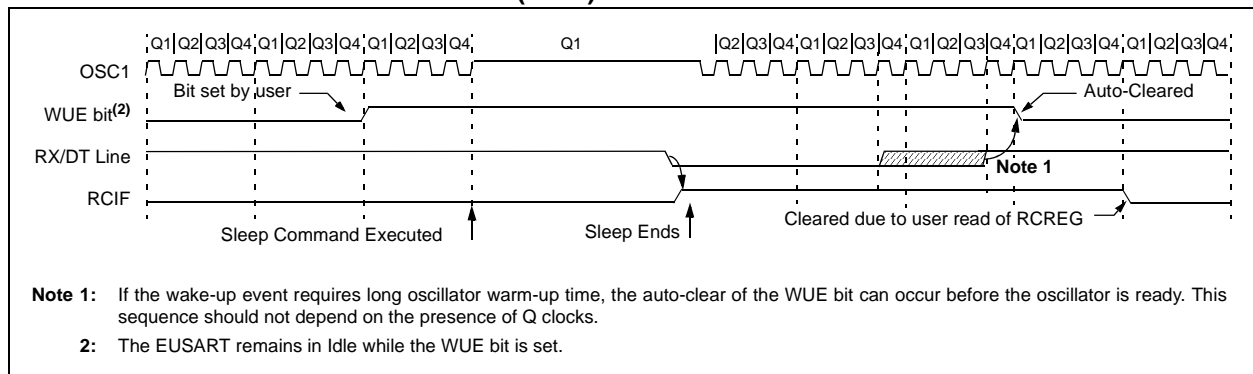 Q1 Q2 Q3 Q4 Q1 Q2 Q3 Q4 Q1 Q2 Q3 Q4 Q1 Q2 Q3 Q4 Q1 Q2 Q3 Q4 Q1 Q2 Q3 Q4 Q1 Q2 Q3 Q4 Q1 Q2 Q3 Q4
OSC1
Bit set by user
Auto-Cleared
WUE bit(2)
RX/DT Line
Note 1
RCIF
Cleared due to user read of RCREG
Sleep Command Executed
Sleep Ends
Note 1: If the wake-up event requires long oscillator warm-up time, the auto-clear of the WUE bit can occur before the oscillator is ready. This
sequence should not depend on the presence of Q clocks.
2: The EUSART remains in Idle while the WUE bit is set.